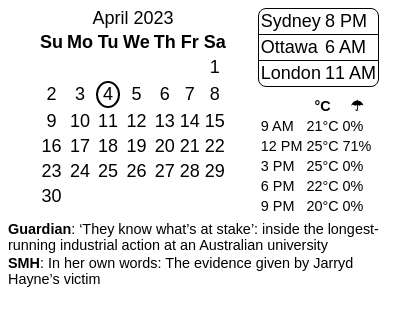 April 2023
Su Mo Tu We Th Fr Sa
1
2 3 4 5 6 7 8
9 10 11 12 13 14 15
16 17 18 19 20 21 22
23 24 25 26 27 28 29
30
Sydney 8 PM
Ottawa 6 AM
London 11 AM
°C ☂
9 AM 21°C 0%
12 PM 25°C 71%
3 PM 25°C 0%
6 PM 22°C 0%
9 PM 20°C 0%
Guardian: ‘They know what’s at stake’: inside the longest-
running industrial action at an Australian university
SMH: In her own words: The evidence given by Jarryd
Hayne’s victim